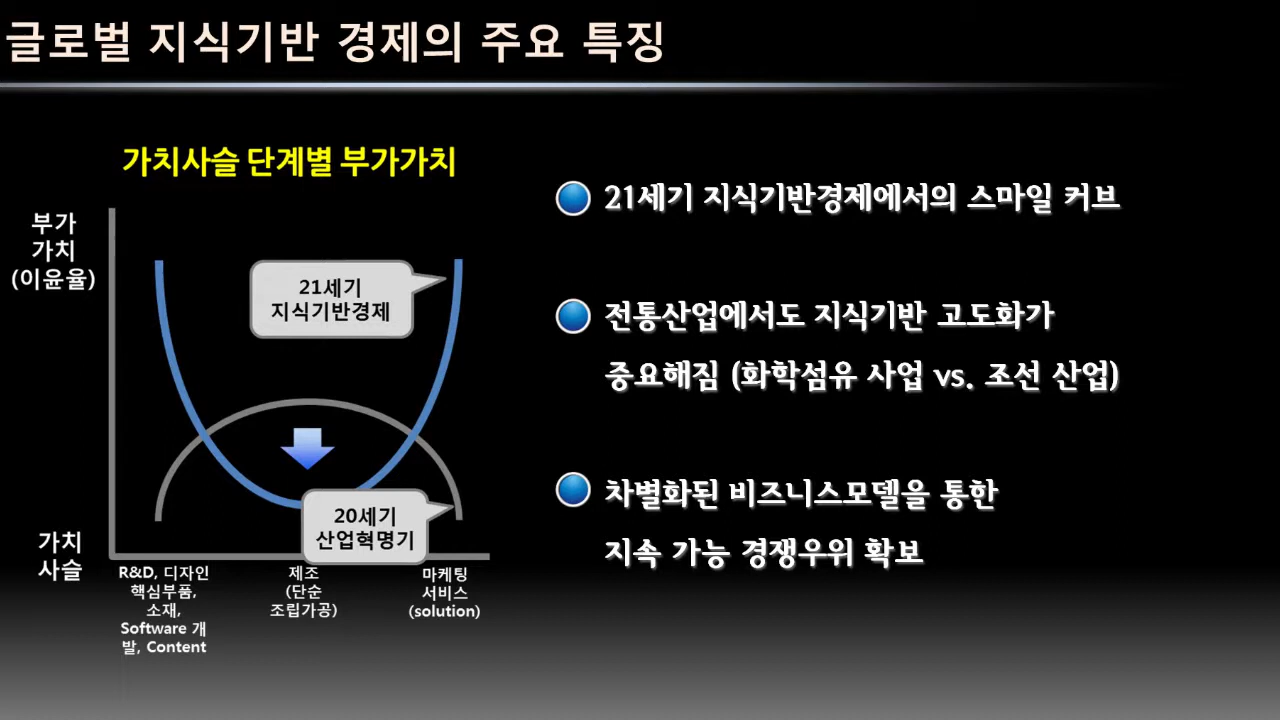 글로벌 지식기반 경제의 주요 특징
가치사슬 단계별 부가가치
부가
가치
(이윤율)
21세기
지식기반경제
20세기
산업혁명기
가치
사슬
R&D, 디자인
핵심부품,
소재,
Software 개
발, Content
제조
(단순
조립가공)
마케팅
서비스
(solution)
21세기 지식기반경제에서의 스마일 커브
전통산업에서도 지식기반 고도화가
중요해짐 (화학섬유 사업 vs. 조선 산업)
차별화된 비즈니스모델을 통한
지속 가능 경쟁우위 확보